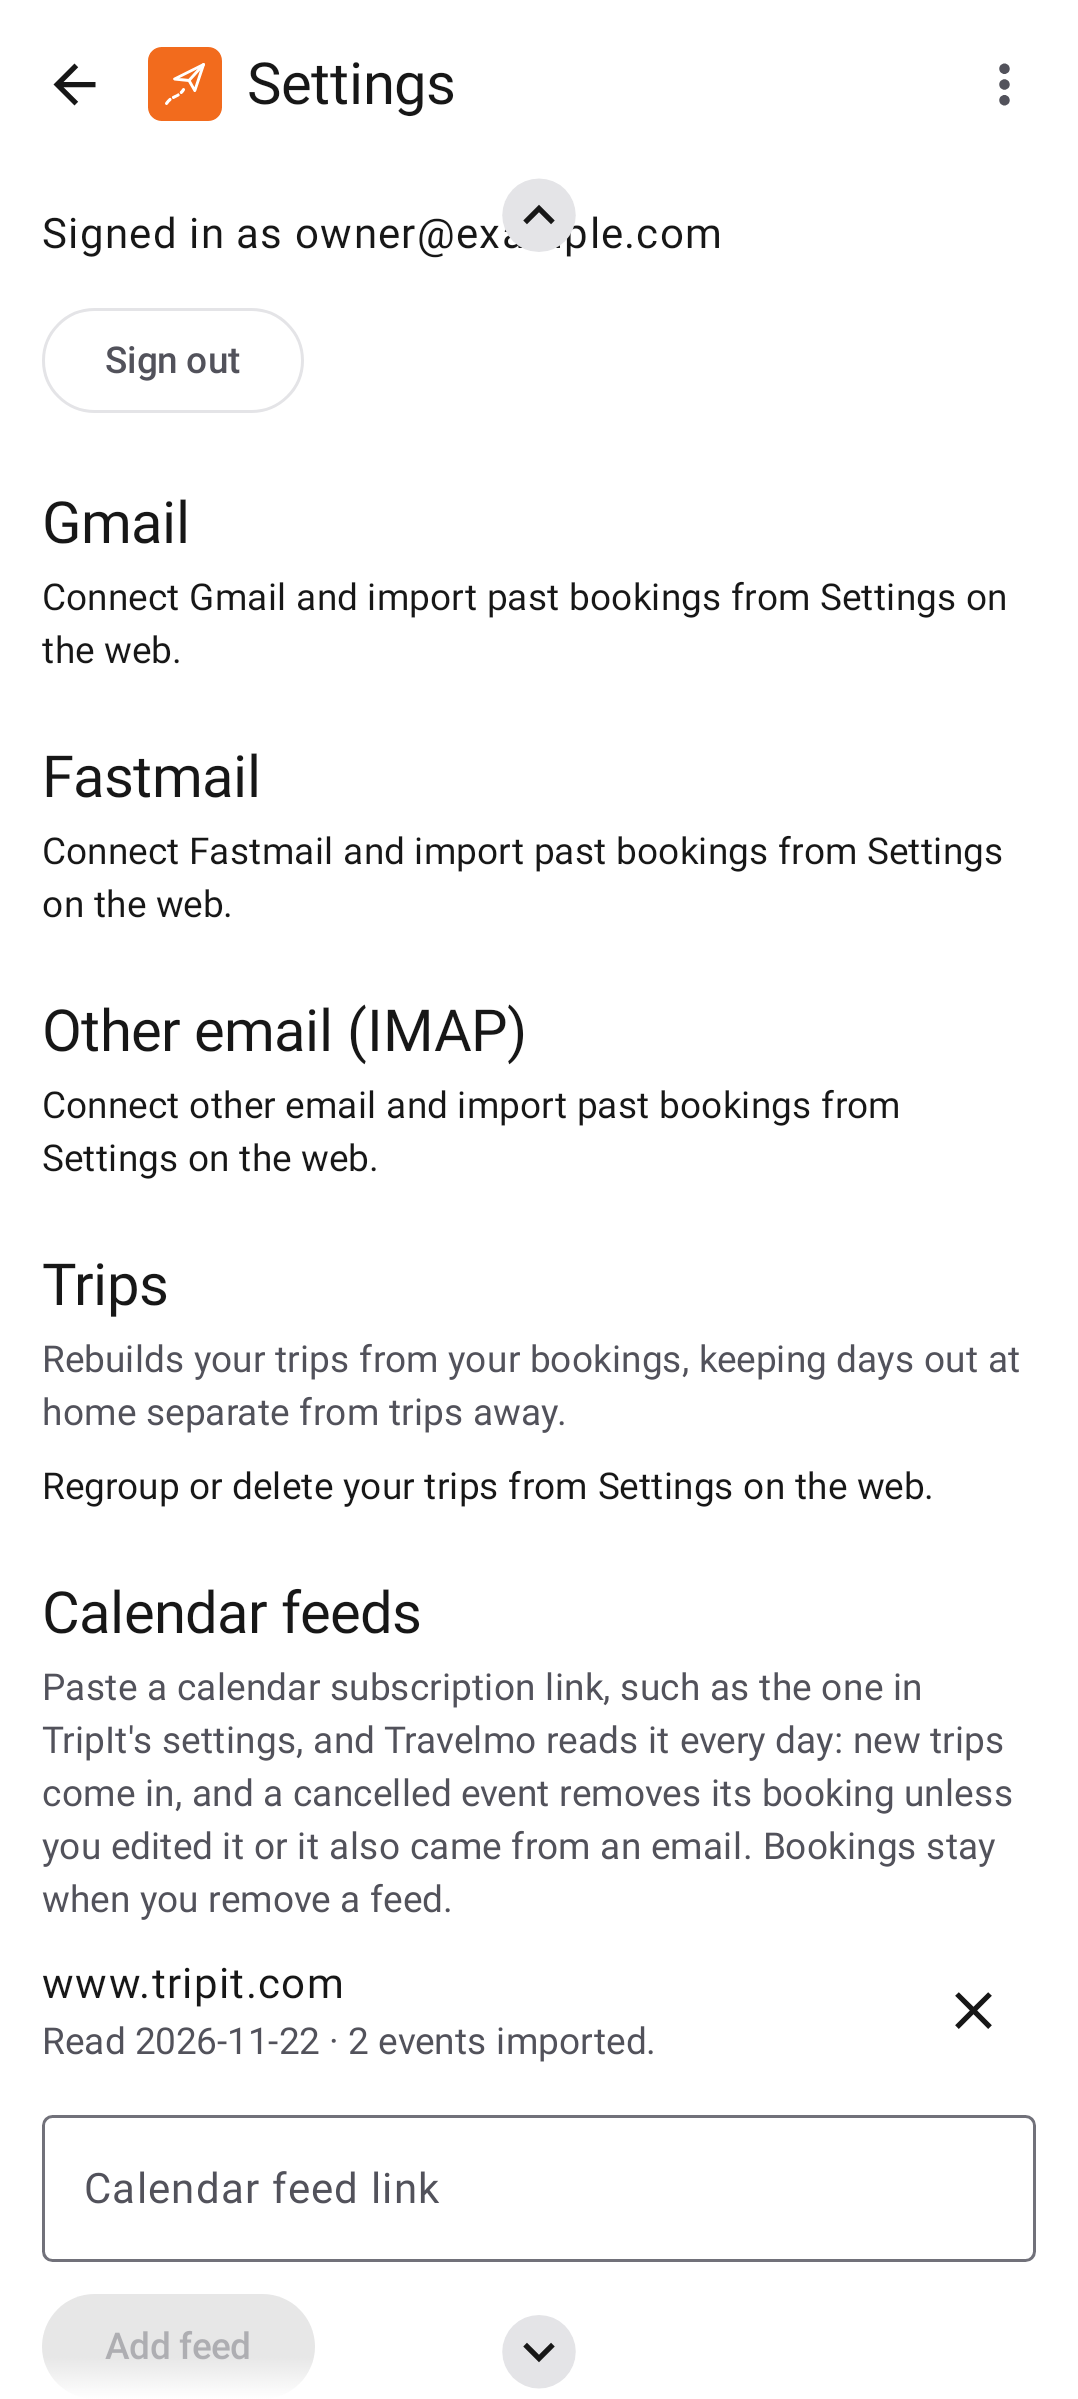 Settings
Signed in as owner@example.com
Sign out
Gmail
Connect Gmail and import past bookings from Settings on
the web.
Fastmail
Connect Fastmail and import past bookings from Settings
on the web.
Other email (IMAP)
Connect other email and import past bookings from
Settings on the web.
Trips
Rebuilds your trips from your bookings, keeping days out at
home separate from trips away.
Regroup or delete your trips from Settings on the web.
Calendar feeds
Paste a calendar subscription link, such as the one in
TripIt's settings, and Travelmo reads it every day: new trips
come in, and a cancelled event removes its booking unless
you edited it or it also came from an email. Bookings stay
when you remove a feed.
www.tripit.com
Read 2026-11-22 · 2 events imported.
Calendar feed link
Add feed